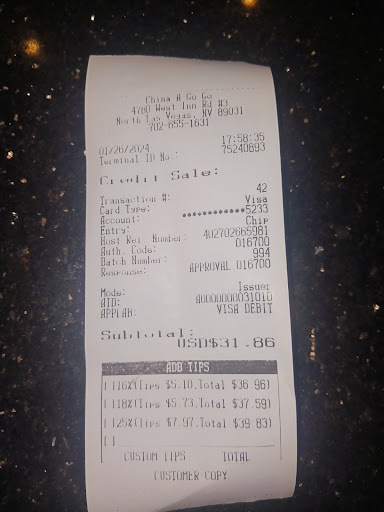 China A Go Go
4780 West Inn Rd #3
North Las Vegas, NV 89031
702-655-1631
01/26/2024 17:58:35
Terminal ID No.: 75240893
Credit Sale:
Transaction #: 42
Card Type: Visa
Account: ************5233
Entry: Chip
Host Ref. Number: 402702665981
Auth. Code: 016700
Batch Number: 994
Response: APPROVAL 016700
Mode: Issuer
AID: A0000000031010
APPLAB: VISA DEBIT
Subtotal:
USD$31.86
ADD TIPS
[ ]16%(Tips $5.10,Total $36.96)
[ ]18%(Tips $5.73,Total $37.59)
[ ]25%(Tips $7.97,Total $39.83)
[ ]
CUSTOM TIPS TOTAL
CUSTOMER COPY